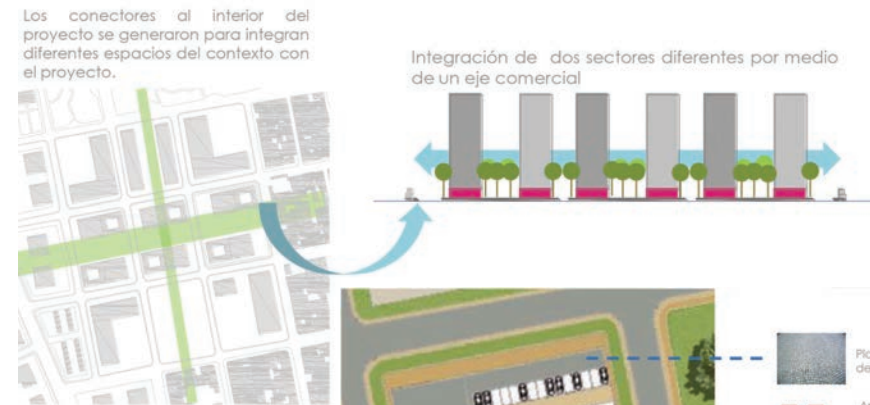 Los conectores al interior del
proyecto se generaron para integran
diferentes espacios del contexto con
el proyecto.
Integración de dos sectores diferentes por medio
de un eje comercial
de